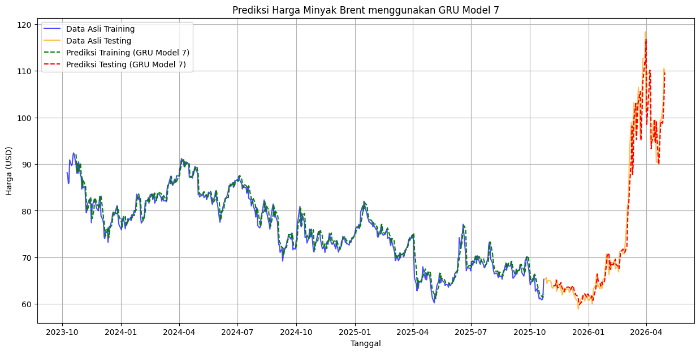 Prediksi Harga Minyak Brent menggunakan GRU Model 7
120
110
100
90
80
70
60
Harga (USD)
Data Asli Training
Data Asli Testing
Prediksi Training (GRU Model 7)
Prediksi Testing (GRU Model 7)
2023-10 2024-01 2024-04 2024-07 2024-10 2025-01 2025-04 2025-07 2025-10 2026-01 2026-04
Tanggal